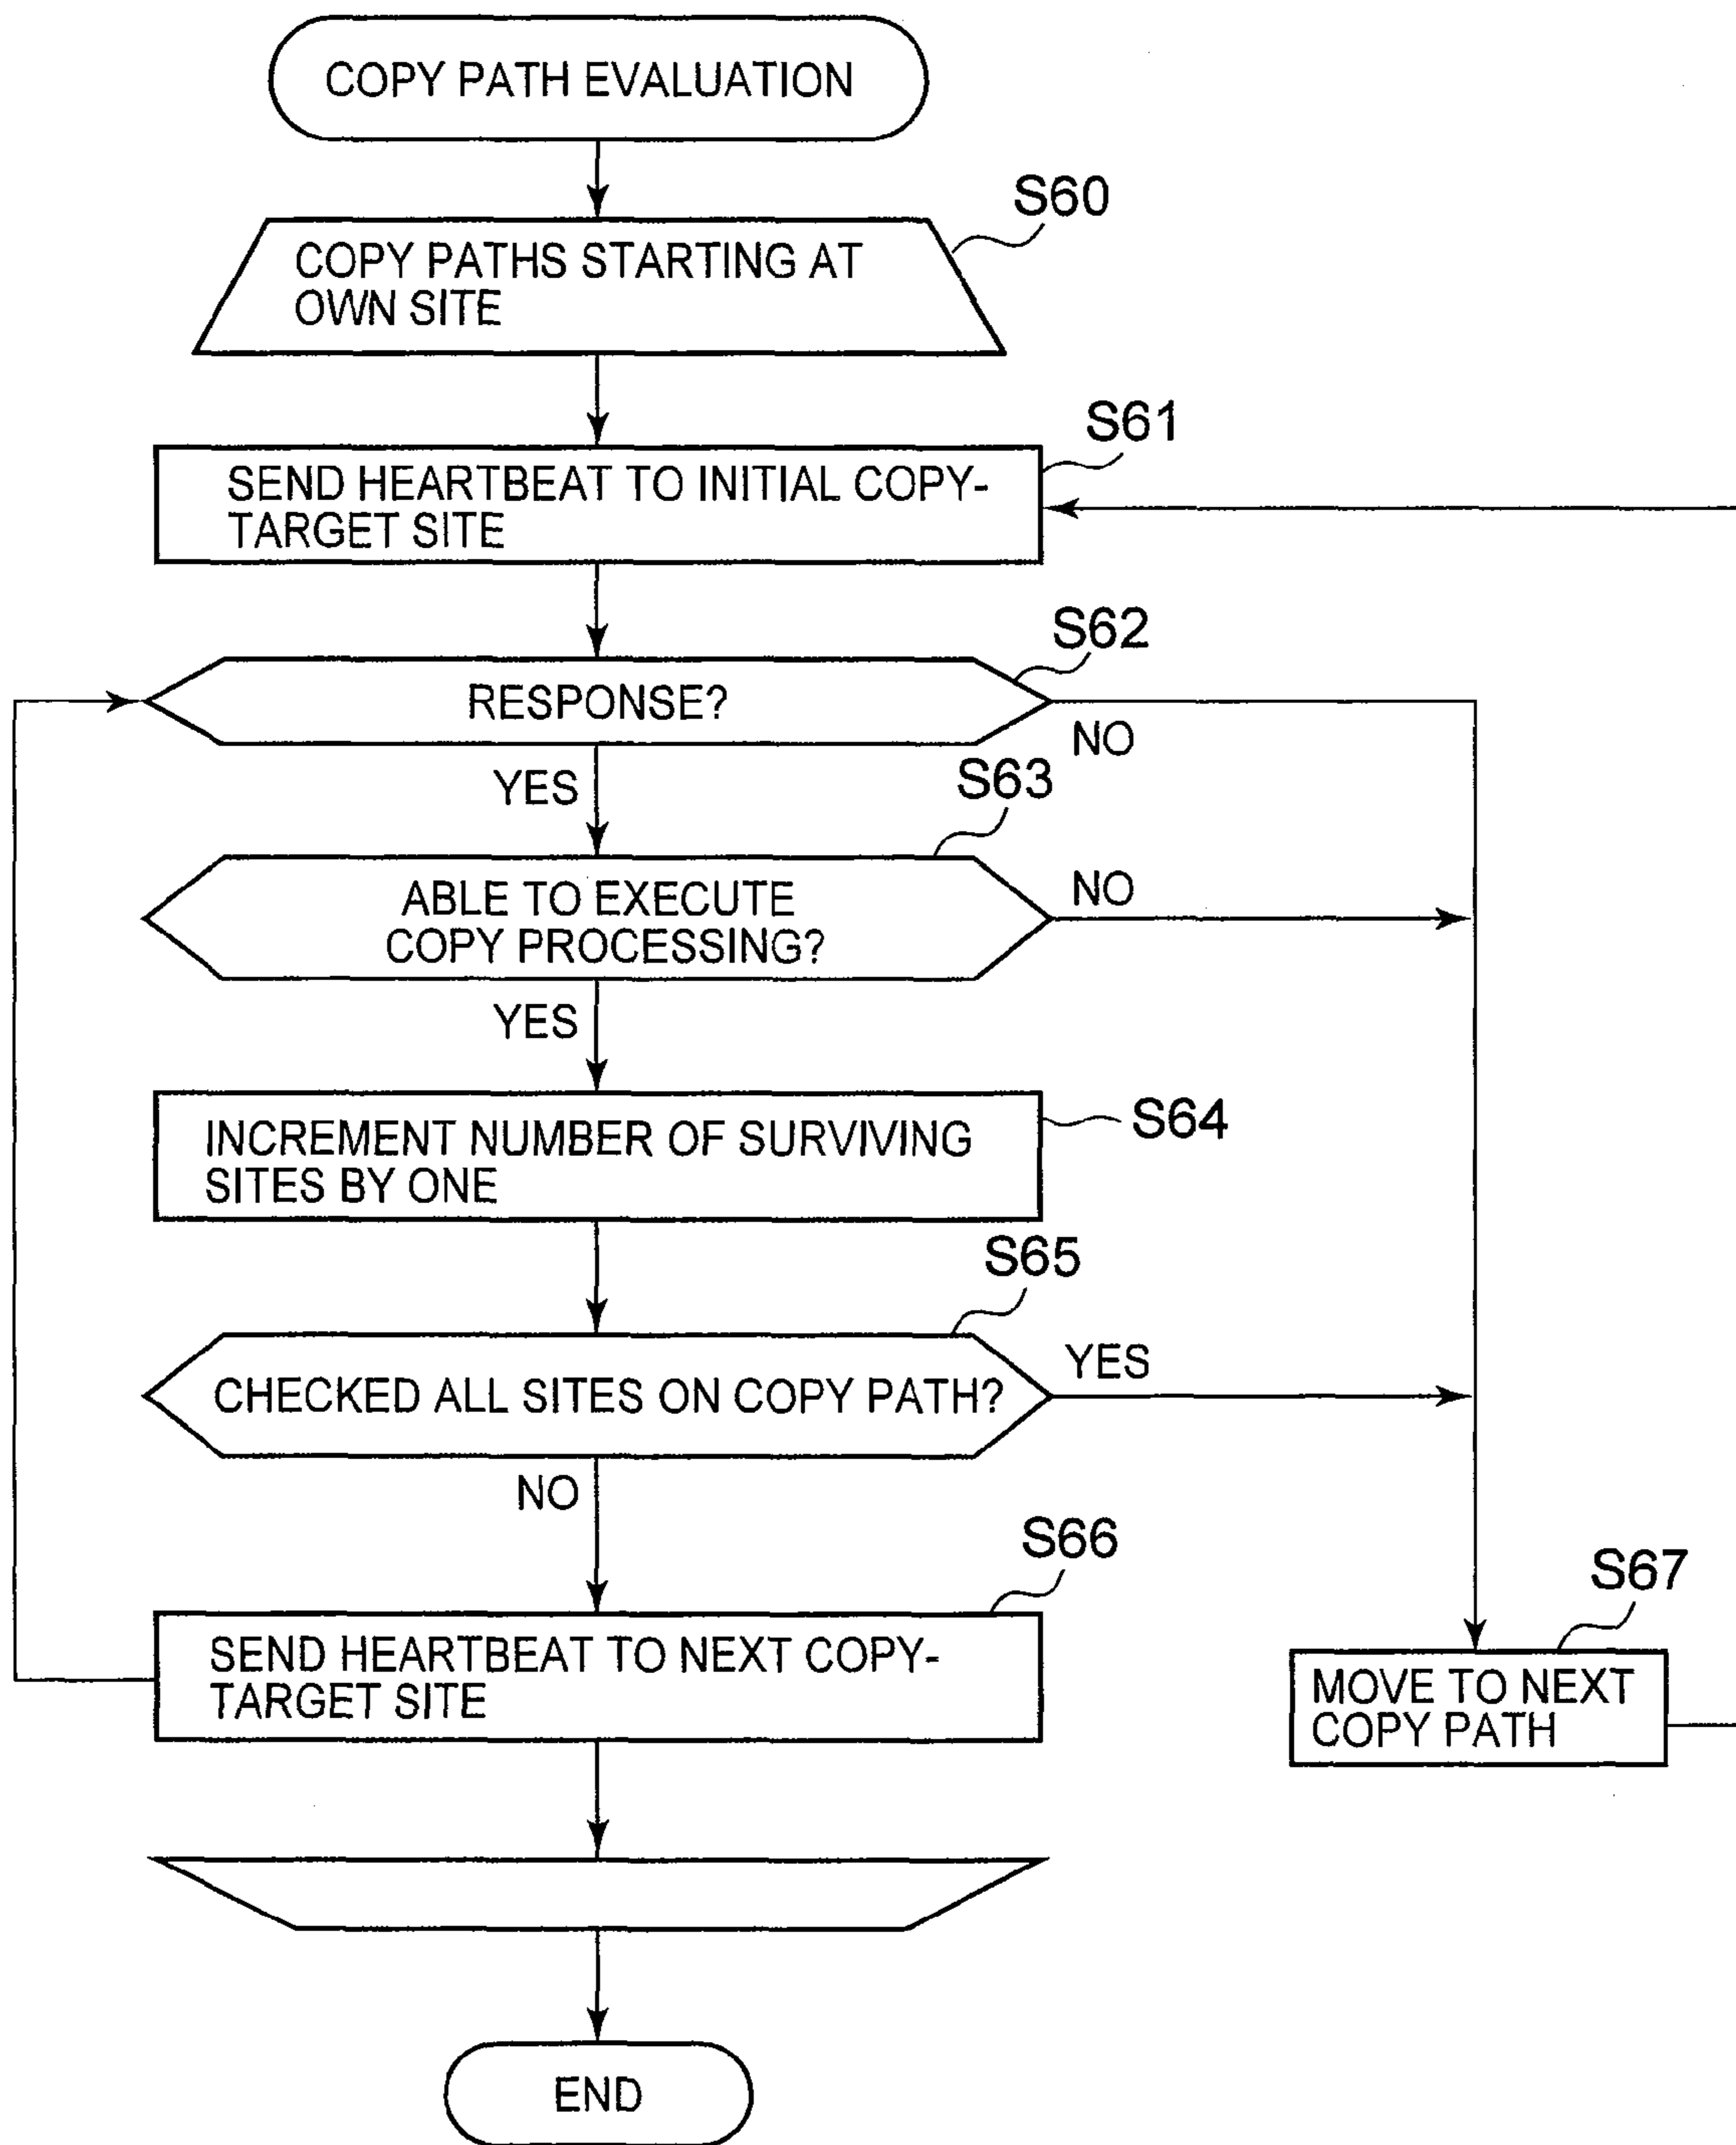 COPY PATH EVALUATION
S60
COPY PATHS STARTING AT
OWN SITE
S61
SEND HEARTBEAT TO INITIAL COPY-
TARGET SITE
S62
RESPONSE?
NO
YES
S63
ABLE TO EXECUTE
COPY PROCESSING?
NO
YES
S64
INCREMENT NUMBER OF SURVIVING
SITES BY ONE
S65
CHECKED ALL SITES ON COPY PATH?
YES
NO
S66
SEND HEARTBEAT TO NEXT COPY-
TARGET SITE
S67
MOVE TO NEXT
COPY PATH
END